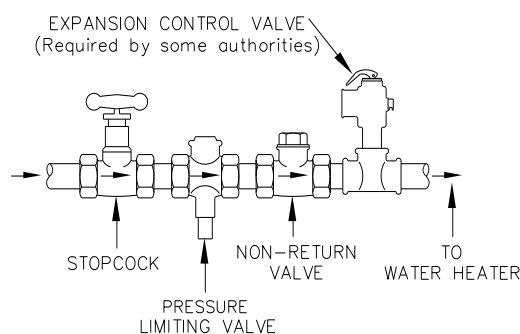 EXPANSION CONTROL VALVE
(Required by some authorities)
STOPCOCK
NON-RETURN
VALVE
TO
WATER HEATER
PRESSURE
LIMITING VALVE